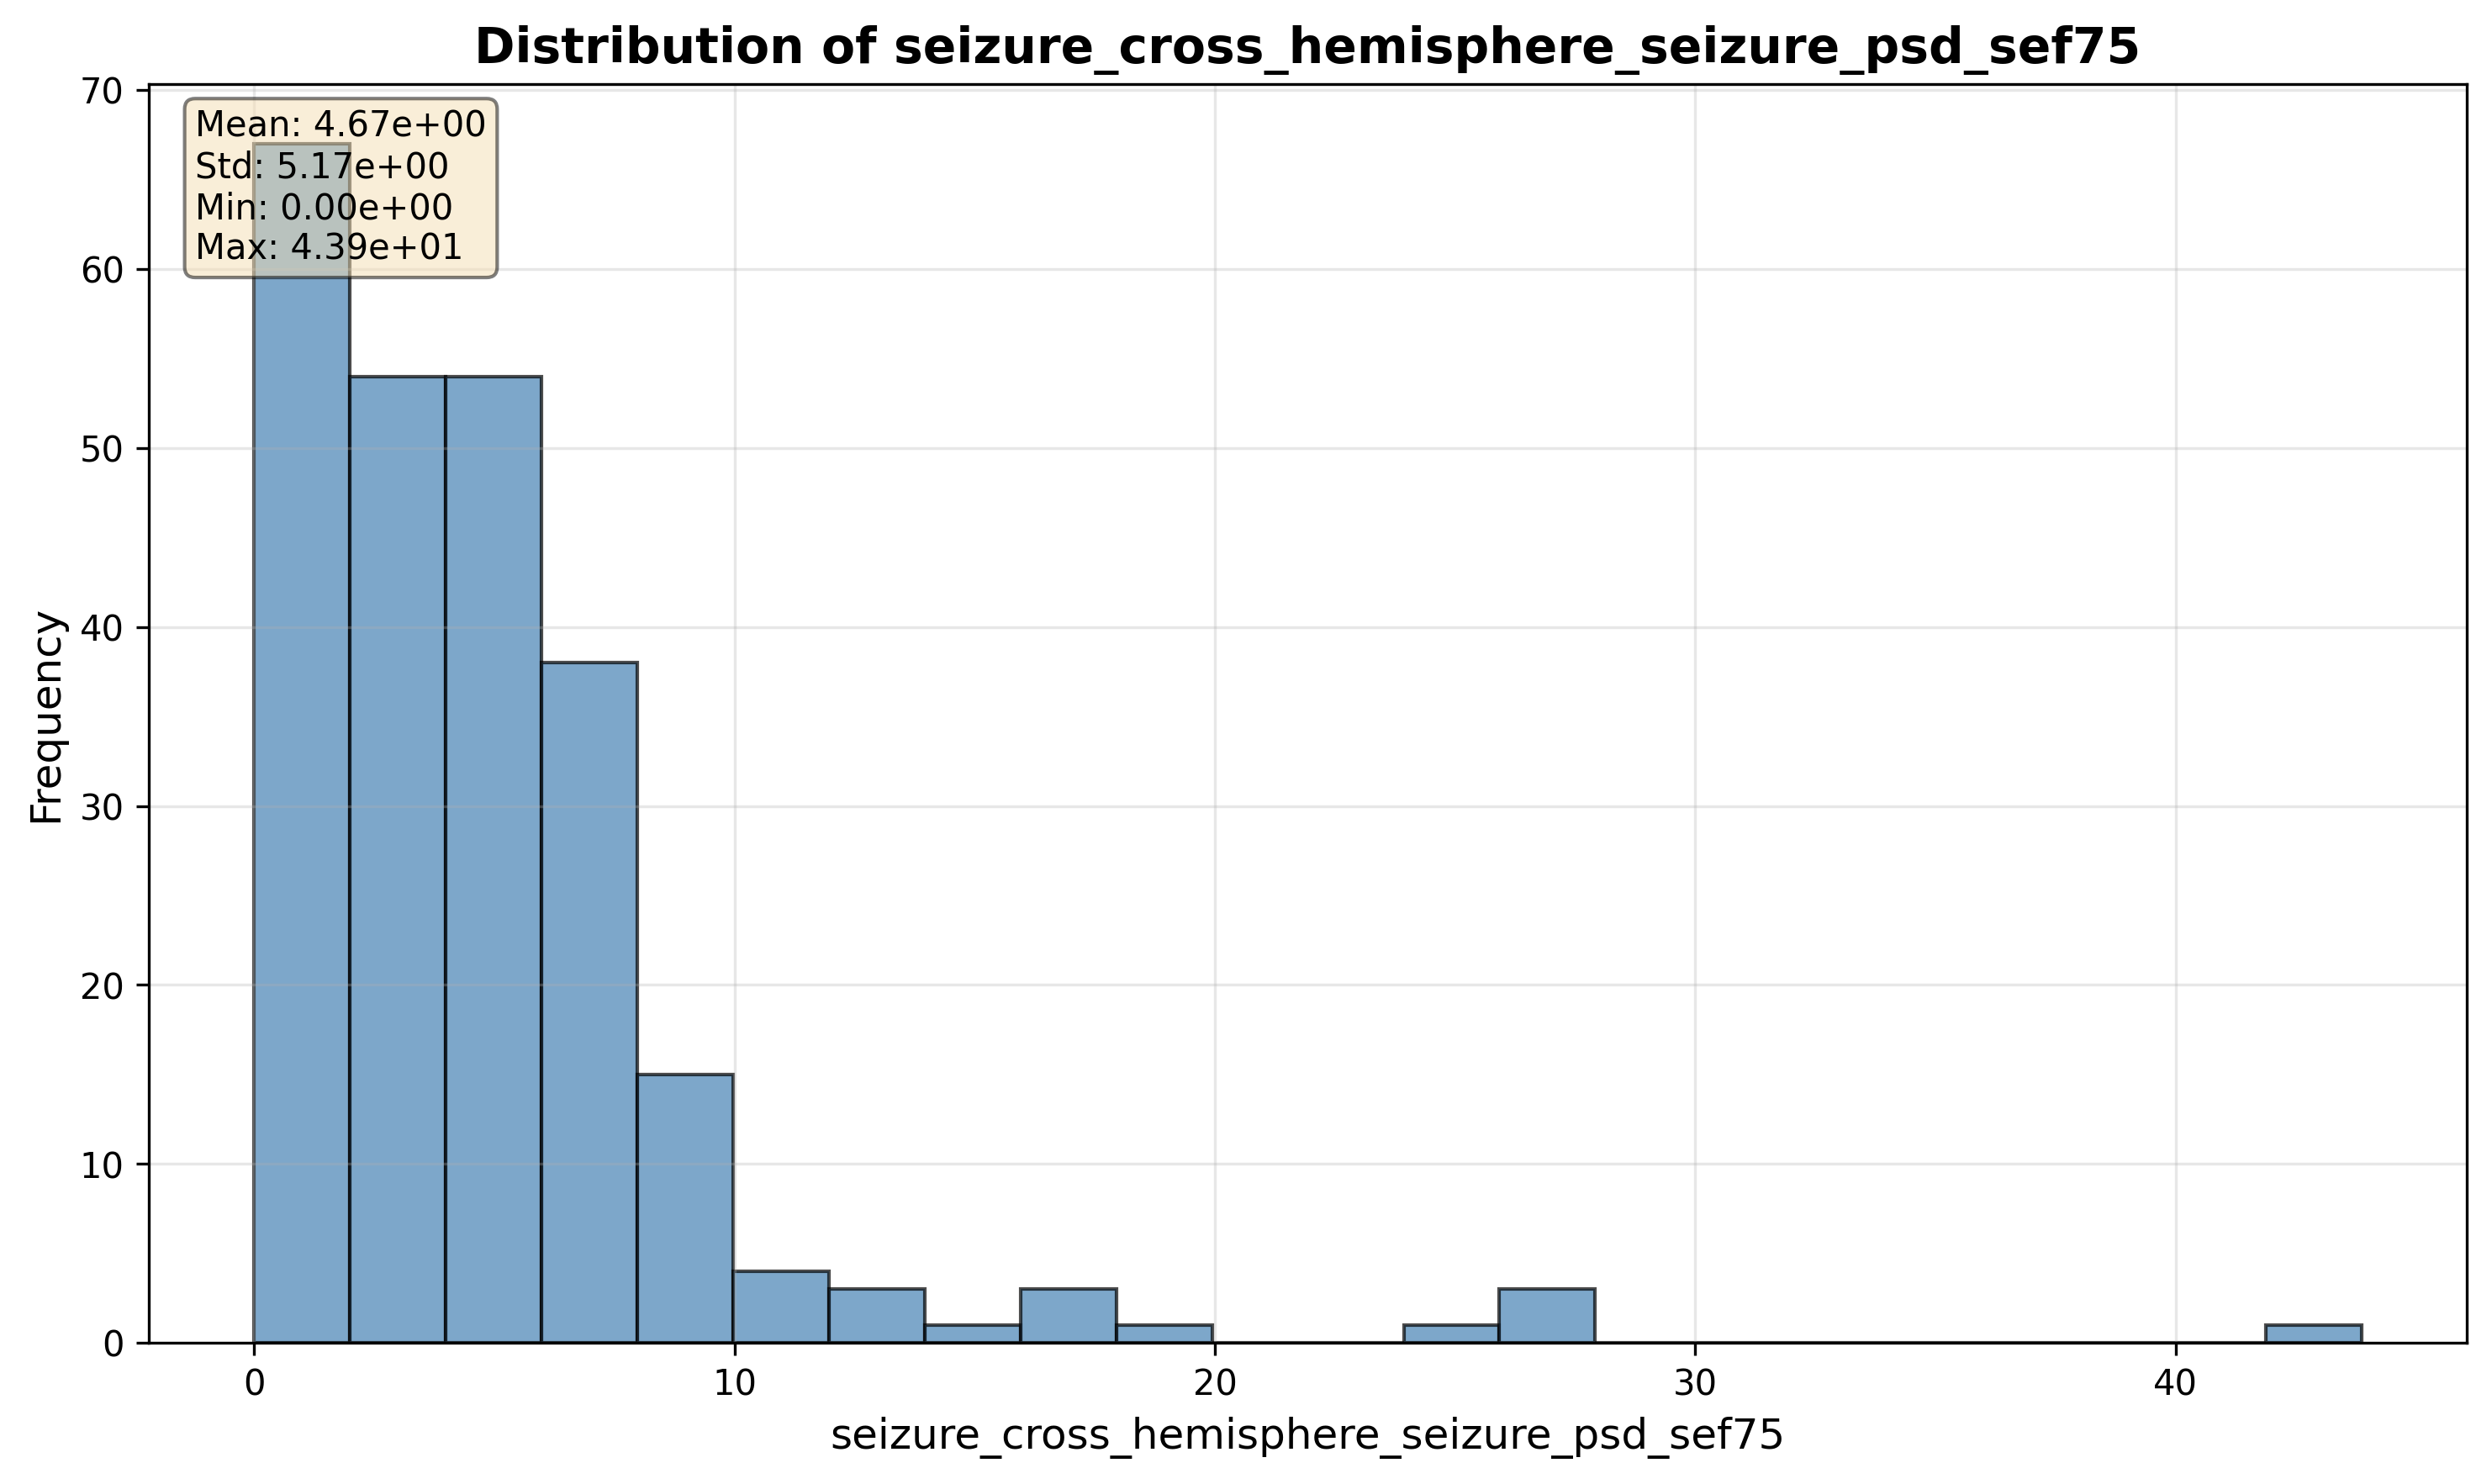 Distribution of seizure_cross_hemisphere_seizure_psd_sef75
Mean: 4.67e+00
Std: 5.17e+00
Min: 0.00e+00
Max: 4.39e+01
70
60
50
40
30
20
10
0
Frequency
0 10 20 30 40
seizure_cross_hemisphere_seizure_psd_sef75